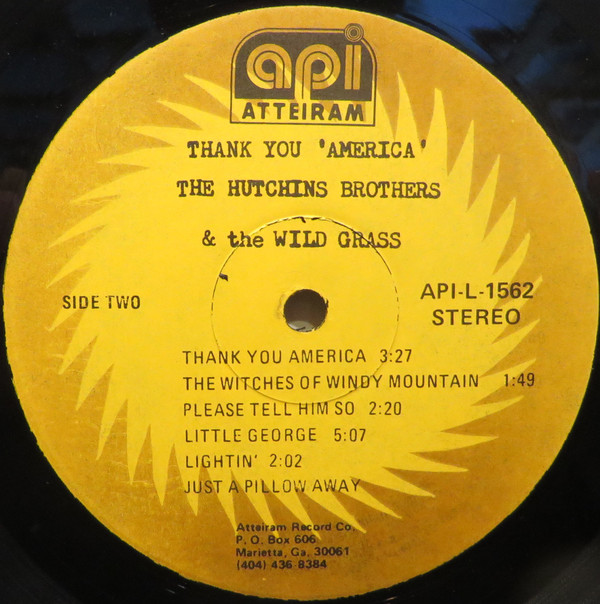 api
ATTEIRAM
THANK YOU 'AMERICA'
THE HUTCHINS BROTHERS
& the WILD GRASS
SIDE TWO
API-L-1562
STEREO
THANK YOU AMERICA 3:27
THE WITCHES OF WINDY MOUNTAIN 1:49
PLEASE TELL HIM SO 2:20
LITTLE GEORGE 5:07
LIGHTIN' 2:02
JUST A PILLOW AWAY
Atteiram Record Co.
P. O. Box 606
Marietta, Ga. 30061
(404) 436 8384